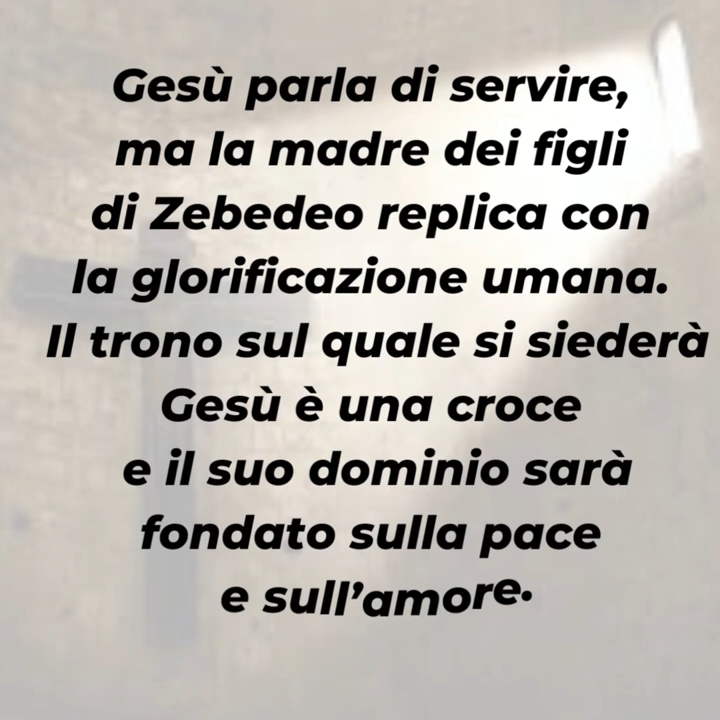 Gesù parla di servire,
ma la madre dei figli
di Zebedeo replica con
la glorificazione umana.
Il trono sul quale si siederà
Gesù è una croce
e il suo dominio sarà
fondato sulla pace
e sull’amore.